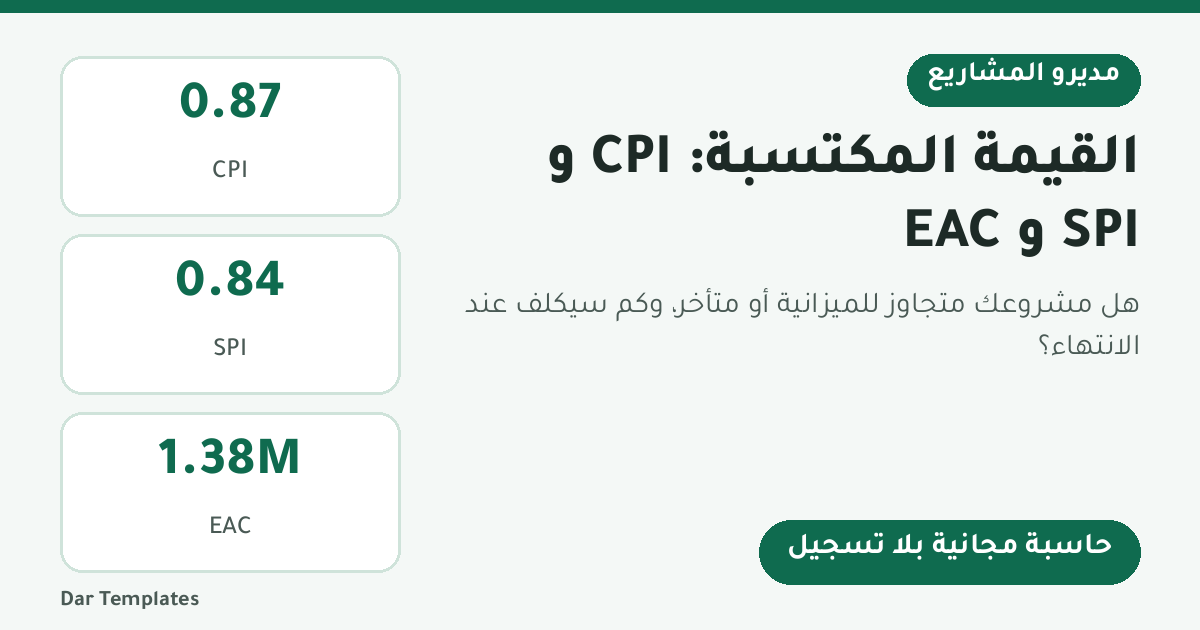 مديرو المشاريع
القيمة المكتسبة: CPI و
SPI و EAC
هل مشروعك متجاوز للميزانية أو متأخر، وكم سيكلف عند
الانتهاء؟
حاسبة مجانية بلا تسجيل
0.87
CPI
0.84
SPI
1.38M
EAC
Dar Templates